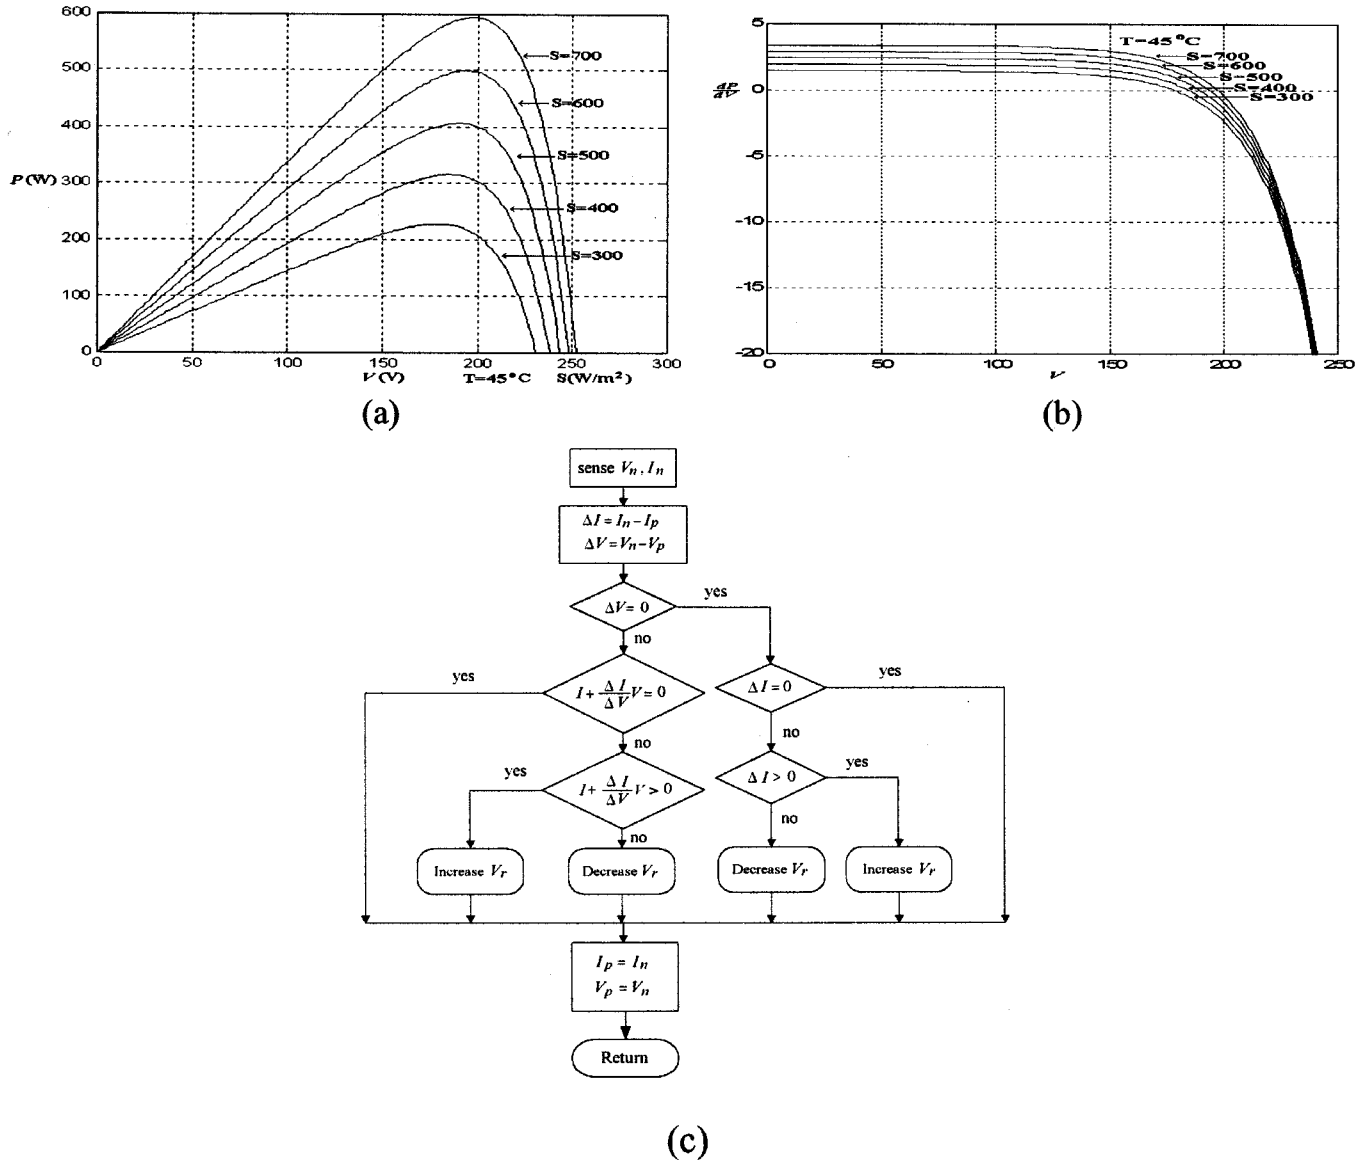 600
500
400
P(W)
300
200
100
0
S=700
S=600
S=500
S=400
S=300
0 50 100 150 200 250 300
V(V) T=45°C S(W/m²)
(a)
5
0
dP
dV
-5
-10
-15
-20
T=45°C
S=700
S=600
S=500
S=400
S=300
0 50 100 150 200 250
V
(b)
sense Vn, In
ΔI = In − Ip
ΔV = Vn − Vp
ΔV = 0
yes
no
I + ΔI/ΔV V = 0
yes
no
ΔI = 0
yes
no
I + ΔI/ΔV V > 0
yes
no
ΔI > 0
yes
no
Increase Vr
Decrease Vr
Decrease Vr
Increase Vr
Ip = In
Vp = Vn
Return
(c)